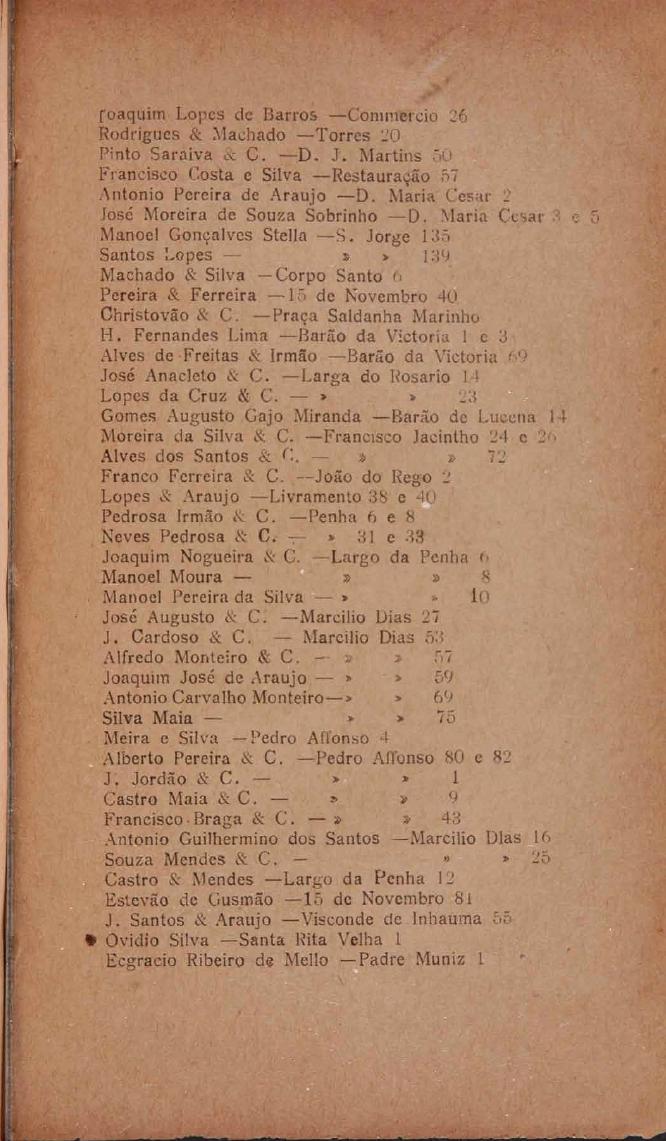 Joaquim Lopes de Barros —Commercio 26
Rodrigues & Machado —Torres 20
Pinto Saraiva & C. —D. J. Martins 50
Francisco Costa e Silva —Restauração 57
Antonio Pereira de Araujo —D. Maria Cesar 2
José Moreira de Souza Sobrinho —D. Maria Cesar 3 e 5
Manoel Gonçalves Stella —S. Jorge 135
Santos Lopes — » » 139
Machado & Silva —Corpo Santo 6
Pereira & Ferreira —15 de Novembro 40
Christovão & C. —Praça Saldanha Marinho
H. Fernandes Lima —Barão da Victoria 1 e 3
Alves de Freitas & Irmão —Barão da Victoria 69
José Anacleto & C. —Larga do Rosario 14
Lopes da Cruz & C. — » » 23
Gomes Augusto Gajo Miranda —Barão de Lucena 14
Moreira da Silva & C. —Francisco Jacintho 24 e 26
Alves dos Santos & C. — » » 72
Franco Ferreira & C. —João do Rego 2
Lopes & Araujo —Livramento 38 e 40
Pedrosa Irmão & C. —Penha 6 e 8
Neves Pedrosa & C. — » 31 e 33
Joaquim Nogueira & C. —Largo da Penha 6
Manoel Moura — » » 8
Manoel Pereira da Silva — » » 10
José Augusto & C. —Marcilio Dias 27
J. Cardoso & C. — Marcilio Dias 53
Alfredo Monteiro & C. — » » 57
Joaquim José de Araujo — » » 59
Antonio Carvalho Monteiro—» » 69
Silva Maia — » » 75
Meira e Silva —Pedro Affonso 4
Alberto Pereira & C. —Pedro Affonso 80 e 82
J. Jordão & C. — » » 1
Castro Maia & C. — » » 9
Francisco Braga & C. — » » 43
Antonio Guilhermino dos Santos —Marcilio Dias 16
Souza Mendes & C. — » » 25
Castro & Mendes —Largo da Penha 12
Estevão de Gusmão —15 de Novembro 81
J. Santos & Araujo —Visconde de Inhauma 55
Ovidio Silva —Santa Rita Velha 1
Ecgracio Ribeiro de Mello —Padre Muniz 1